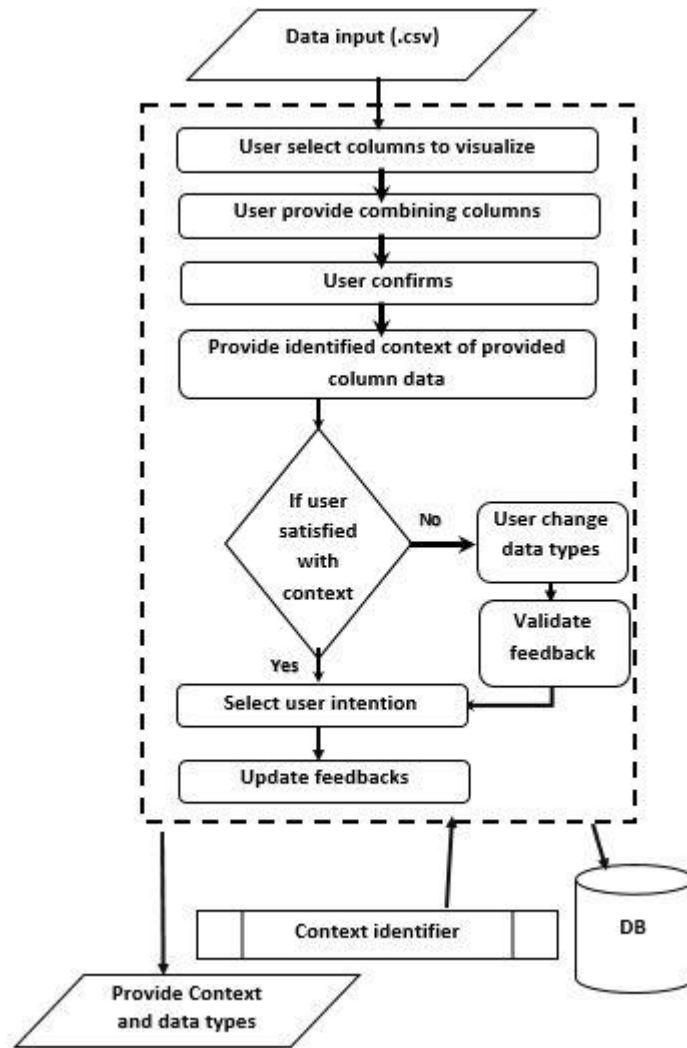 Data input (.csv)
User select columns to visualize
User provide combining columns
User confirms
Provide identified context of provided
column data
If user
satisfied
with
context
No
User change
data types
Validate
feedback
Yes
Select user intention
Update feedbacks
Context identifier
DB
Provide Context
and data types